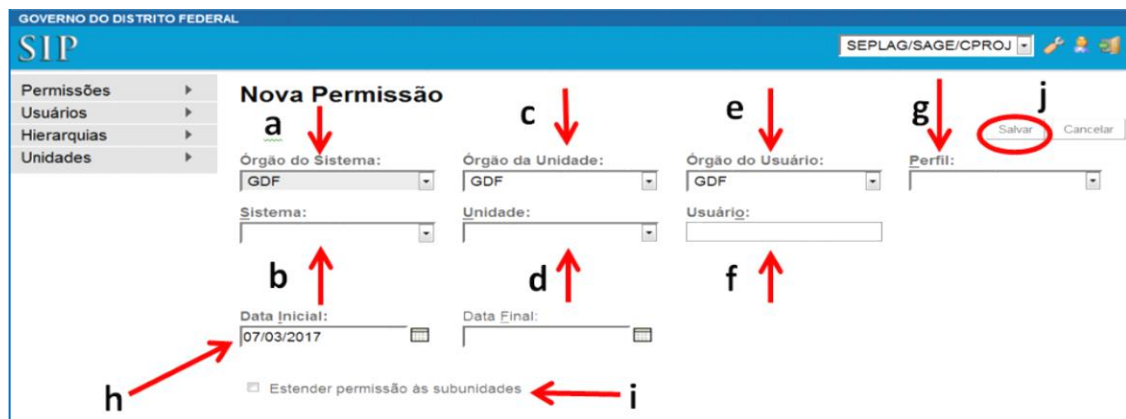 GOVERNO DO DISTRITO FEDERAL
SIP
SEPLAG/SAGE/CPROJ
Permissões
Usuários
Hierarquias
Unidades
Nova Permissão
a
c
e
g
j
Salvar
Cancelar
Órgão do Sistema:
Órgão da Unidade:
Órgão do Usuário:
Perfil:
GDF
GDF
GDF
Sistema:
Unidade:
Usuário:
b
d
f
Data Inicial:
Data Final:
07/03/2017
h
Estender permissão às subunidades
i